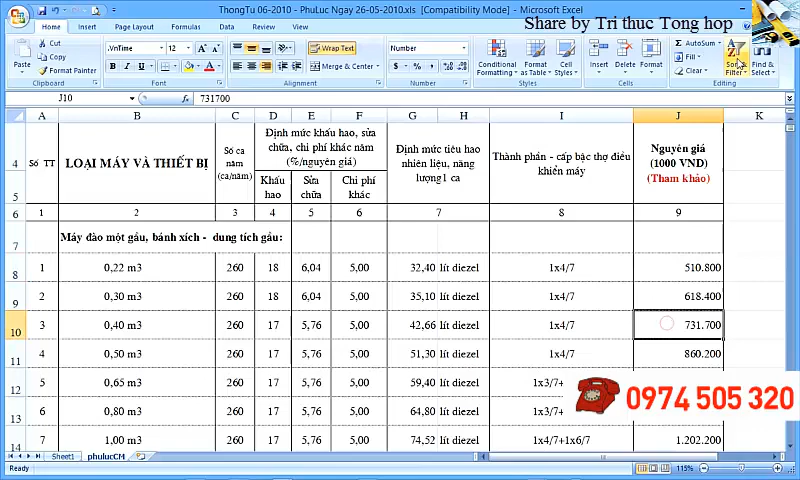 ThongTu 06-2010 - PhuLuc Ngay 26-05-2010.xls [Compatibility Mode] - Microsoft Excel
Share by Tri thuc Tong hop
Home Insert Page Layout Formulas Data Review View
Paste Cut Copy Format Painter
Clipboard
.VnTime 12
B I U
Font
Wrap Text
Merge & Center
Alignment
Number
$ % ,
Number
Conditional Formatting Format as Table Cell Styles
Styles
Insert Delete Format
Cells
AutoSum Fill Clear
Sort & Filter Find & Select
Editing
J10 fx 731700
A B C D E F G H I J K
4 Số TT LOẠI MÁY VÀ THIẾT BỊ Số ca năm (ca/năm) Định mức khấu hao, sửa chữa, chi phí khác năm (%/nguyên giá) Định mức tiêu hao nhiên liệu, năng lượng1 ca Thành phần - cấp bậc thợ điều khiển máy Nguyên giá (1000 VND) (Tham khảo)
5 Khấu hao Sửa chữa Chi phí khác
6 1 2 3 4 5 6 7 8 9
7 Máy đào một gầu, bánh xích - dung tích gầu:
8 1 0,22 m3 260 18 6,04 5,00 32,40 lít diezel 1x4/7 510.800
9 2 0,30 m3 260 18 6,04 5,00 35,10 lít diezel 1x4/7 618.400
10 3 0,40 m3 260 17 5,76 5,00 42,66 lít diezel 1x4/7 731.700
11 4 0,50 m3 260 17 5,76 5,00 51,30 lít diezel 1x4/7 860.200
12 5 0,65 m3 260 17 5,76 5,00 59,40 lít diezel 1x3/7+
13 6 0,80 m3 260 17 5,76 5,00 64,80 lít diezel 1x3/7+
14 7 1,00 m3 260 17 5,76 5,00 74,52 lít diezel 1x4/7+1x6/7 1.202.200
0974 505 320
Sheet1 phulucCM
Ready 115%